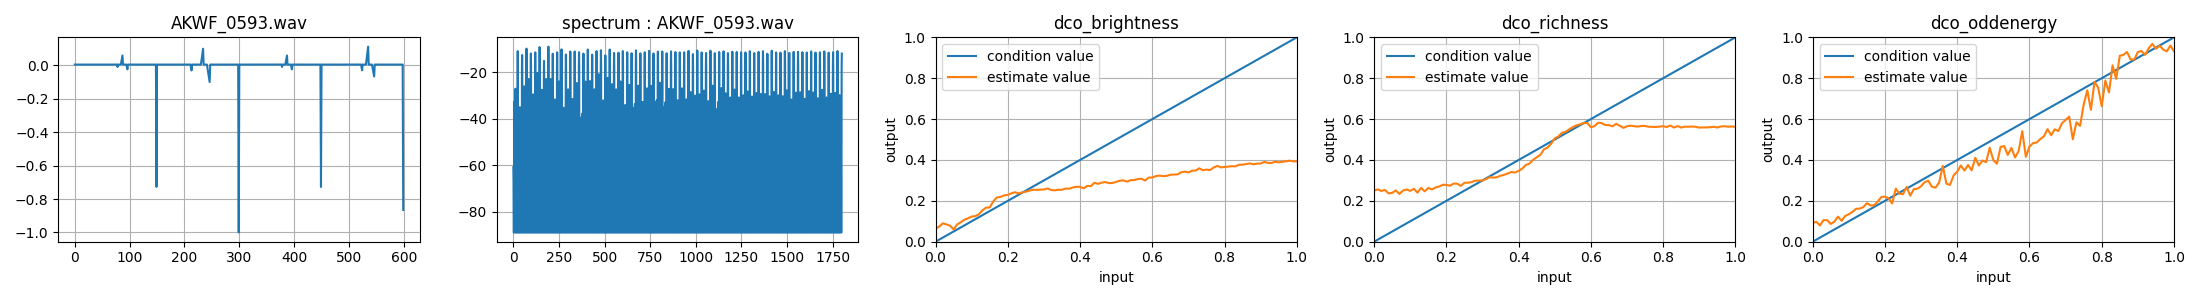 AKWF_0593.wav
0.0
−0.2
−0.4
−0.6
−0.8
−1.0
0 100 200 300 400 500 600
spectrum : AKWF_0593.wav
−20
−40
−60
−80
0 250 500 750 1000 1250 1500 1750
dco_brightness
condition value
estimate value
output
1.0
0.8
0.6
0.4
0.2
0.0
0.0 0.2 0.4 0.6 0.8 1.0
input
dco_richness
condition value
estimate value
output
1.0
0.8
0.6
0.4
0.2
0.0
0.0 0.2 0.4 0.6 0.8 1.0
input
dco_oddenergy
condition value
estimate value
output
1.0
0.8
0.6
0.4
0.2
0.0
0.0 0.2 0.4 0.6 0.8 1.0
input